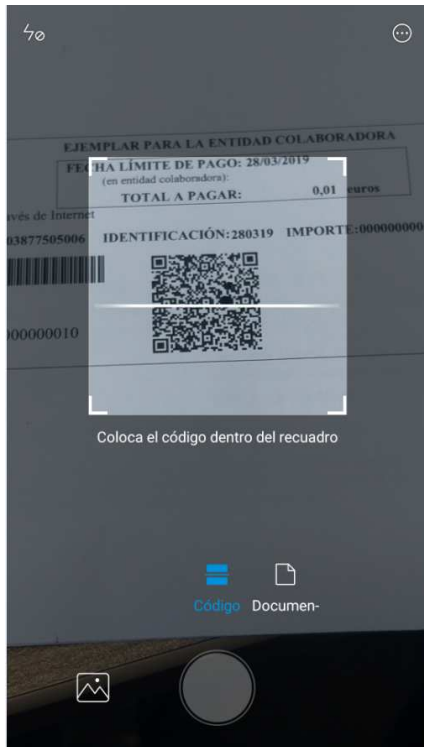 EJEMPLAR PARA LA ENTIDAD COLABORADORA
FECHA LÍMITE DE PAGO: 28/03/2019
(en entidad colaboradora):
TOTAL A PAGAR: 0,01 euros
avés de Internet
03877505006 IDENTIFICACIÓN:280319 IMPORTE:000000000
000000010
Coloca el código dentro del recuadro
Código Documen-